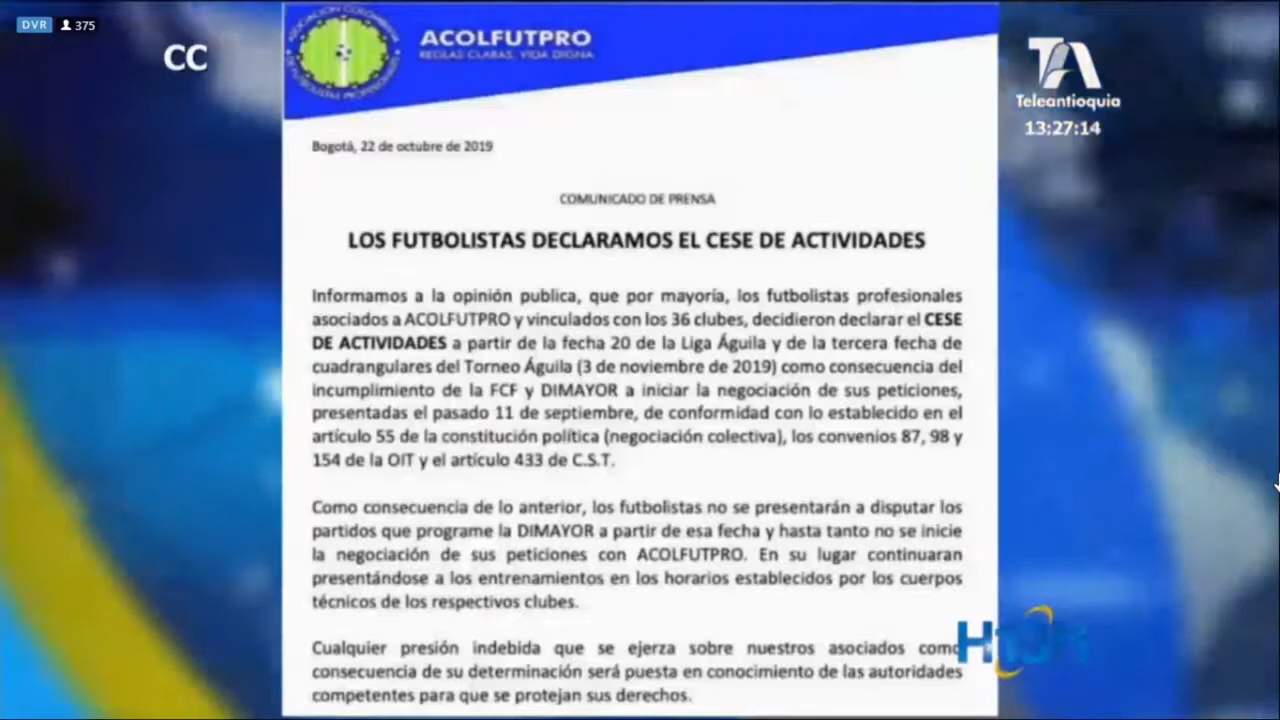 DVR 375
CC
ACOLFUTPRO
REGLAS CLARAS, VIDA DIGNA
TA
Teleantioquia
13:27:14
Bogotá, 22 de octubre de 2019
COMUNICADO DE PRENSA
LOS FUTBOLISTAS DECLARAMOS EL CESE DE ACTIVIDADES
Informamos a la opinión publica, que por mayoría, los futbolistas profesionales
asociados a ACOLFUTPRO y vinculados con los 36 clubes, decidieron declarar el CESE
DE ACTIVIDADES a partir de la fecha 20 de la Liga Águila y de la tercera fecha de
cuadrangulares del Torneo Águila (3 de noviembre de 2019) como consecuencia del
incumplimiento de la FCF y DIMAYOR a iniciar la negociación de sus peticiones,
presentadas el pasado 11 de septiembre, de conformidad con lo establecido en el
artículo 55 de la constitución política (negociación colectiva), los convenios 87, 98 y
154 de la OIT y el artículo 433 de C.S.T.
Como consecuencia de lo anterior, los futbolistas no se presentarán a disputar los
partidos que programe la DIMAYOR a partir de esa fecha y hasta tanto no se inicie
la negociación de sus peticiones con ACOLFUTPRO. En su lugar continuaran
presentándose a los entrenamientos en los horarios establecidos por los cuerpos
técnicos de los respectivos clubes.
Cualquier presión indebida que se ejerza sobre nuestros asociados como
consecuencia de su determinación será puesta en conocimiento de las autoridades
competentes para que se protejan sus derechos.